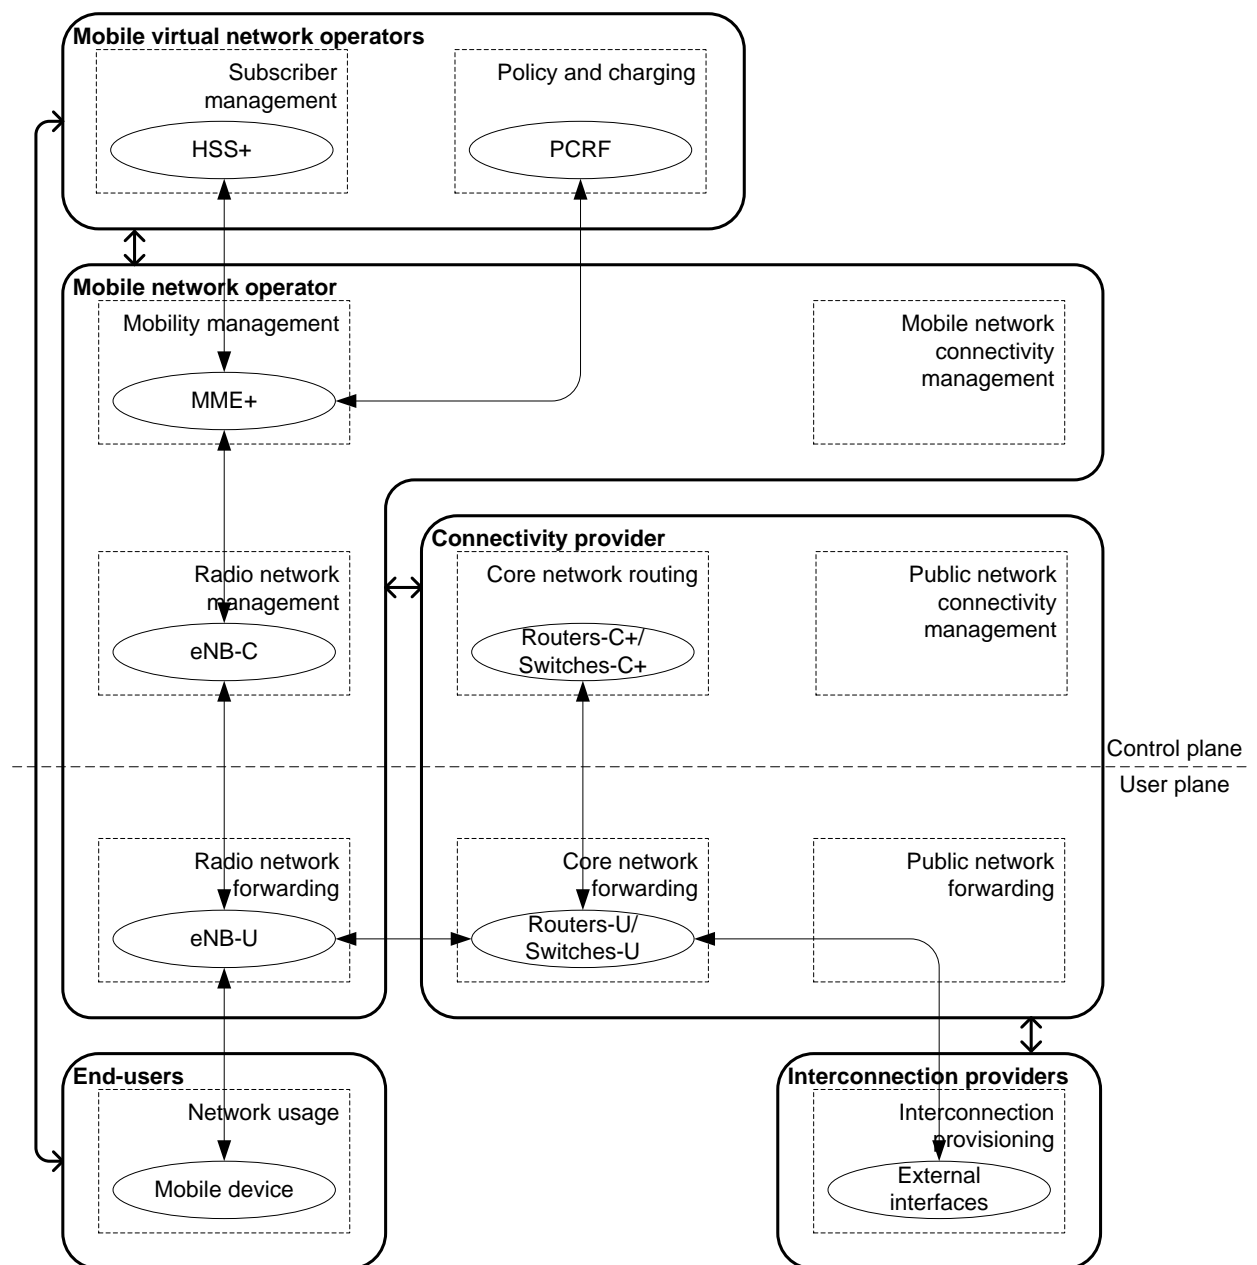 Mobile virtual network operators
Subscriber
management
HSS+
Policy and charging
PCRF
Mobile network operator
Mobility management
MME+
Mobile network
connectivity
management
Radio network
management
eNB-C
Connectivity provider
Core network routing
Routers-C+/
Switches-C+
Public network
connectivity
management
Control plane
User plane
Radio network
forwarding
eNB-U
Core network
forwarding
Routers-U/
Switches-U
Public network
forwarding
End-users
Network usage
Mobile device
Interconnection providers
Interconnection
provisioning
External
interfaces